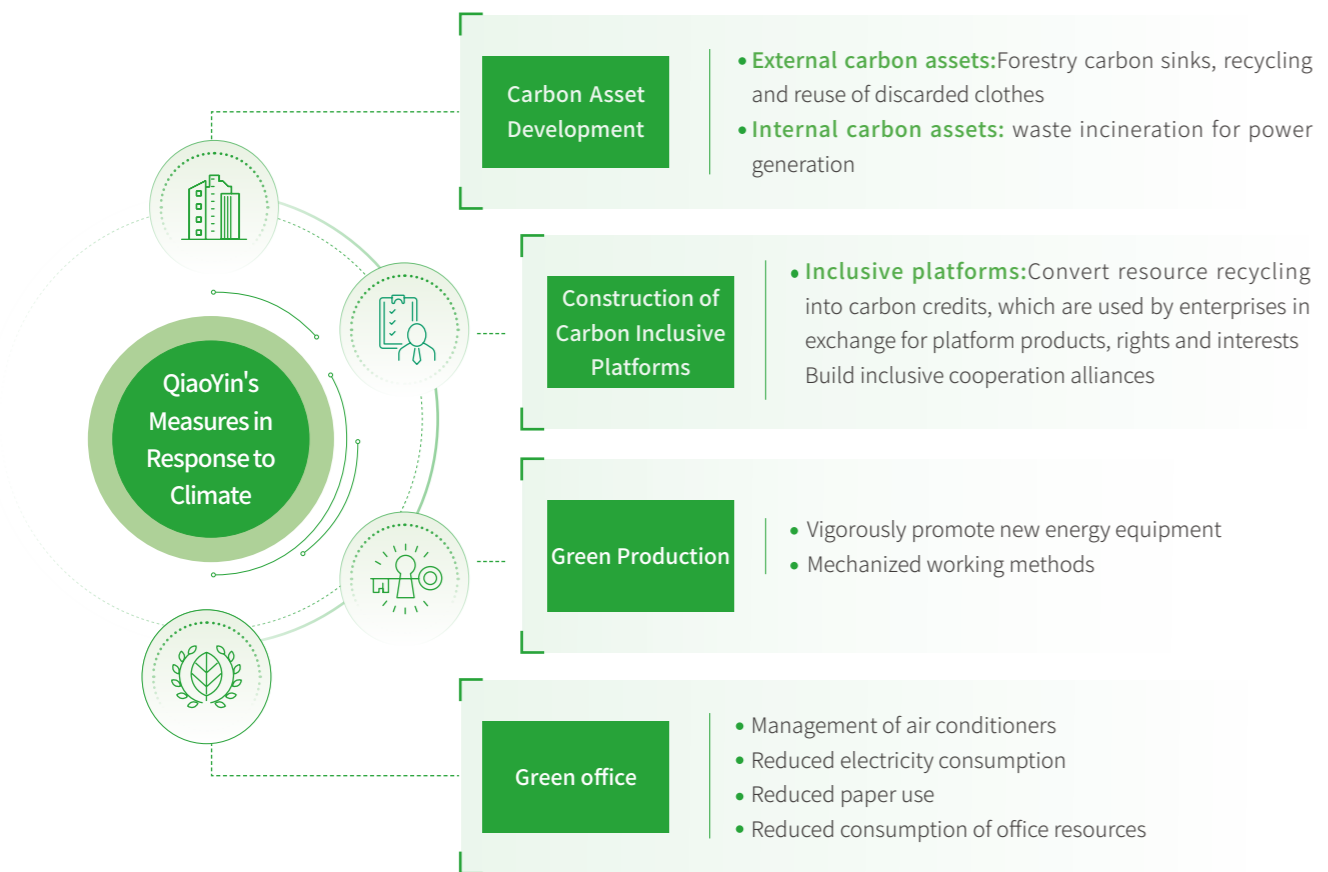 QiaoYin's
Measures in
Response to
Climate
Carbon Asset
Development
• External carbon assets:Forestry carbon sinks, recycling
and reuse of discarded clothes
• Internal carbon assets: waste incineration for power
generation
Construction of
Carbon Inclusive
Platforms
• Inclusive platforms:Convert resource recycling
into carbon credits, which are used by enterprises in
exchange for platform products, rights and interests
Build inclusive cooperation alliances
Green Production
• Vigorously promote new energy equipment
• Mechanized working methods
Green office
• Management of air conditioners
• Reduced electricity consumption
• Reduced paper use
• Reduced consumption of office resources